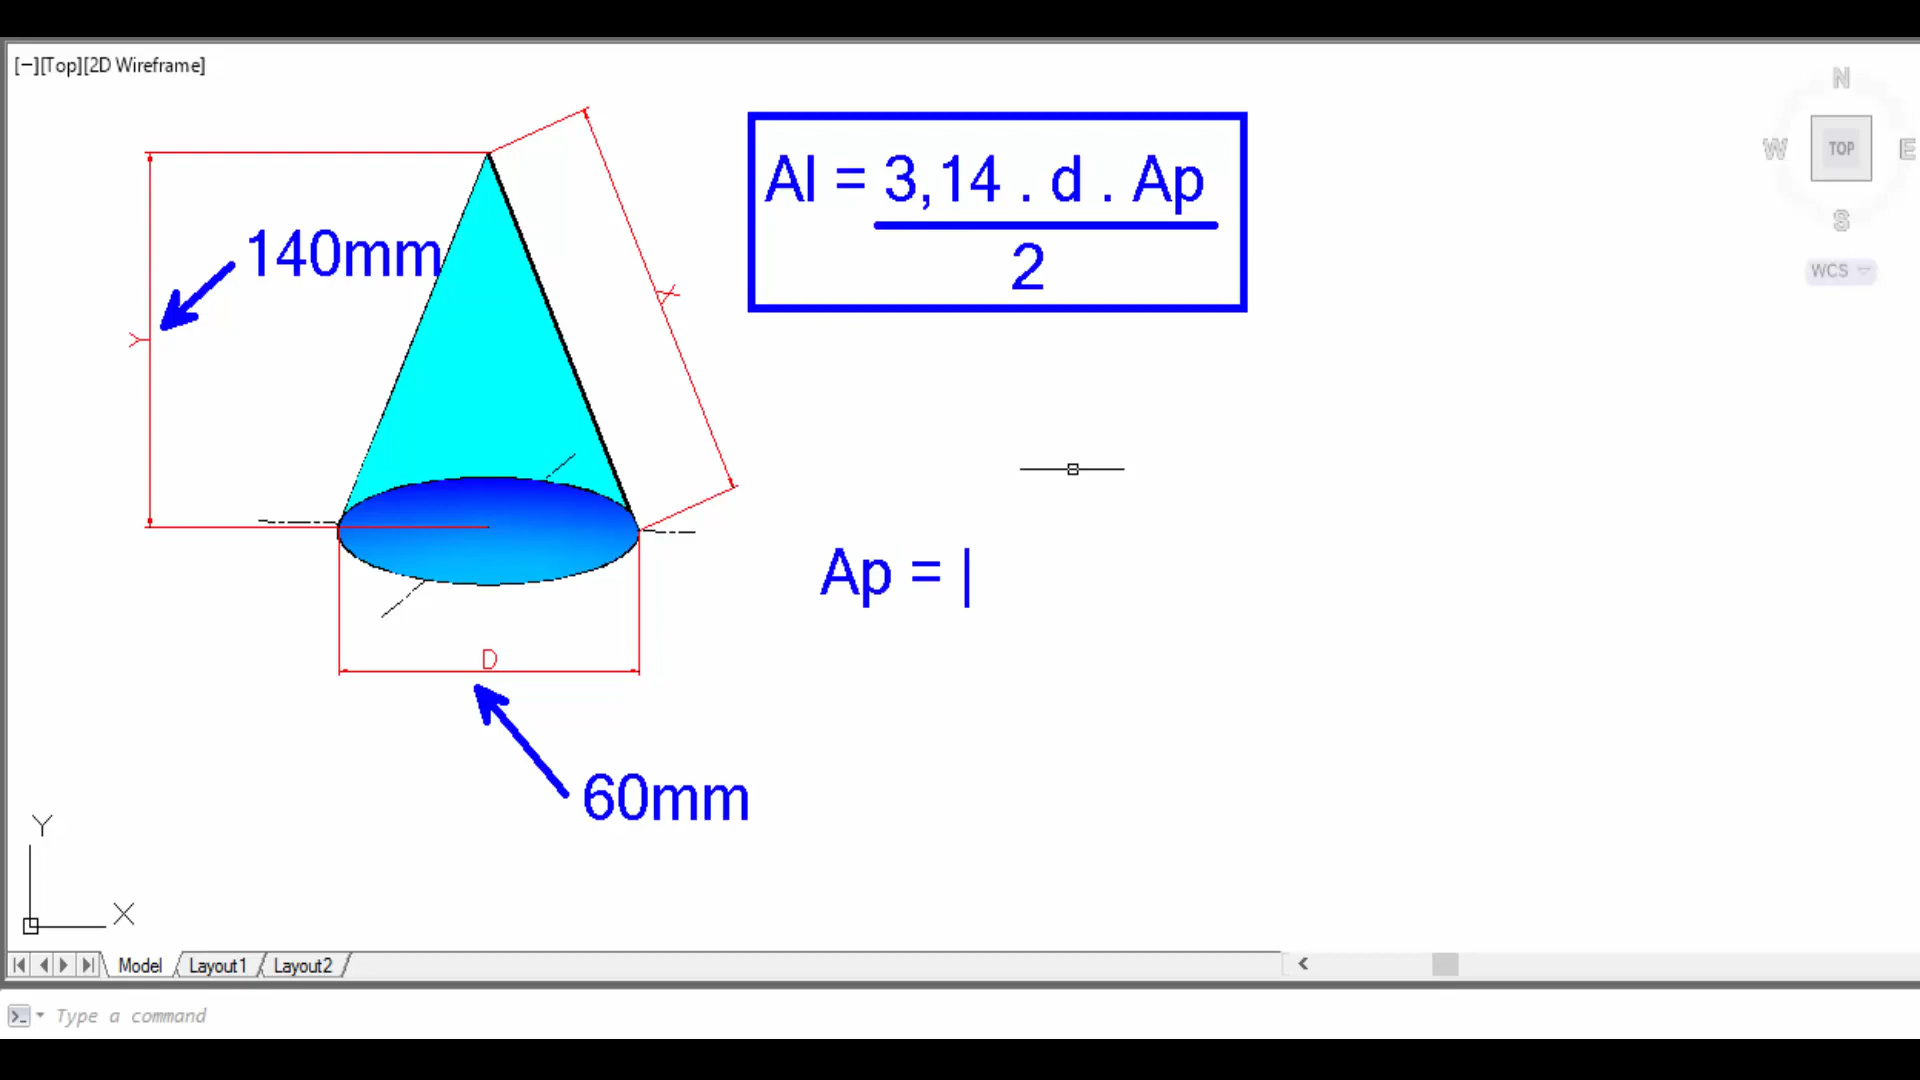 [−][Top][2D Wireframe]
N
W TOP E
S
WCS
Al = 3,14 . d . Ap
2
140mm
X
Y
Ap = |
D
60mm
Y
X
Model Layout1 Layout2
Type a command